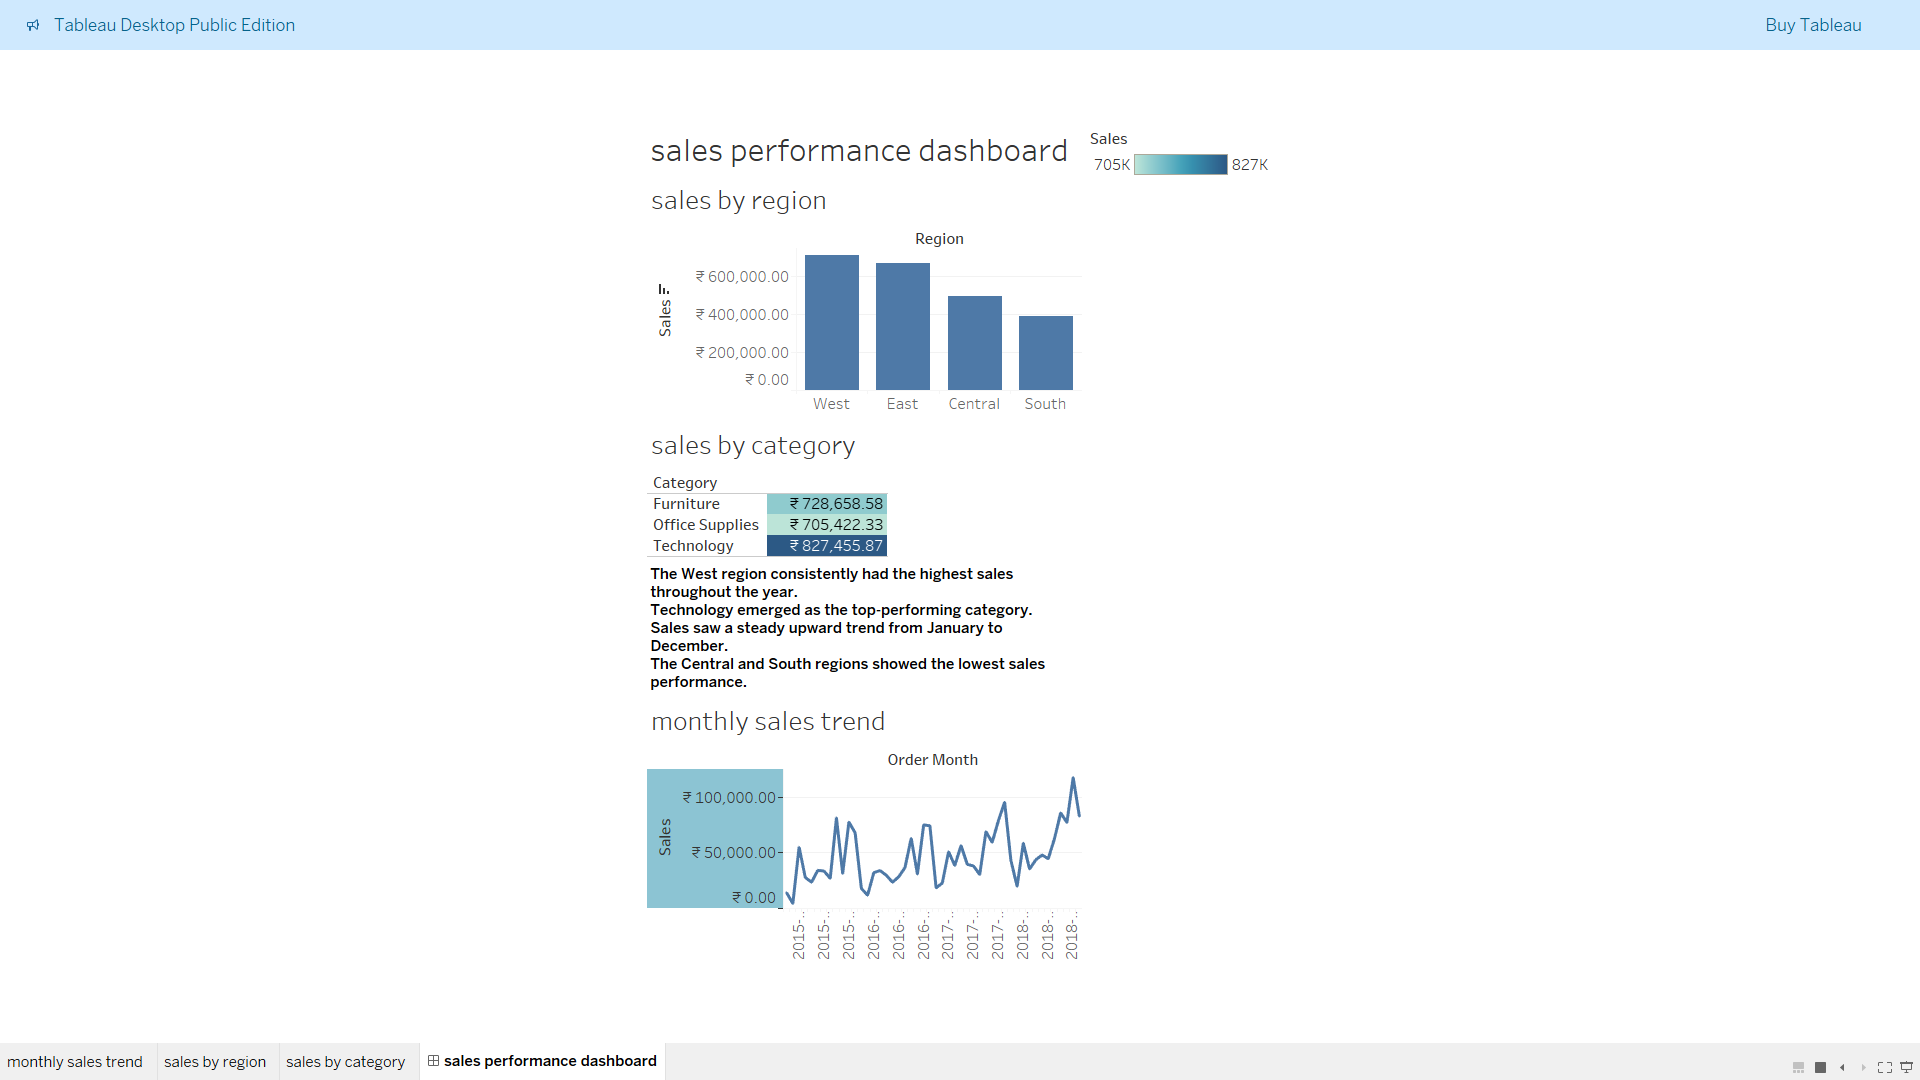 Tableau Desktop Public Edition
Buy Tableau
sales performance dashboard
Sales
705K
827K
sales by region
Region
Sales
₹ 600,000.00
₹ 400,000.00
₹ 200,000.00
₹ 0.00
West
East
Central
South
sales by category
Category
Furniture ₹ 728,658.58
Office Supplies ₹ 705,422.33
Technology ₹ 827,455.87
The West region consistently had the highest sales
throughout the year.
Technology emerged as the top-performing category.
Sales saw a steady upward trend from January to
December.
The Central and South regions showed the lowest sales
performance.
monthly sales trend
Order Month
Sales
₹ 100,000.00
₹ 50,000.00
₹ 0.00
2015-..
2015-..
2015-..
2016-..
2016-..
2016-..
2017-..
2017-..
2017-..
2018-..
2018-..
2018-..
monthly sales trend
sales by region
sales by category
sales performance dashboard